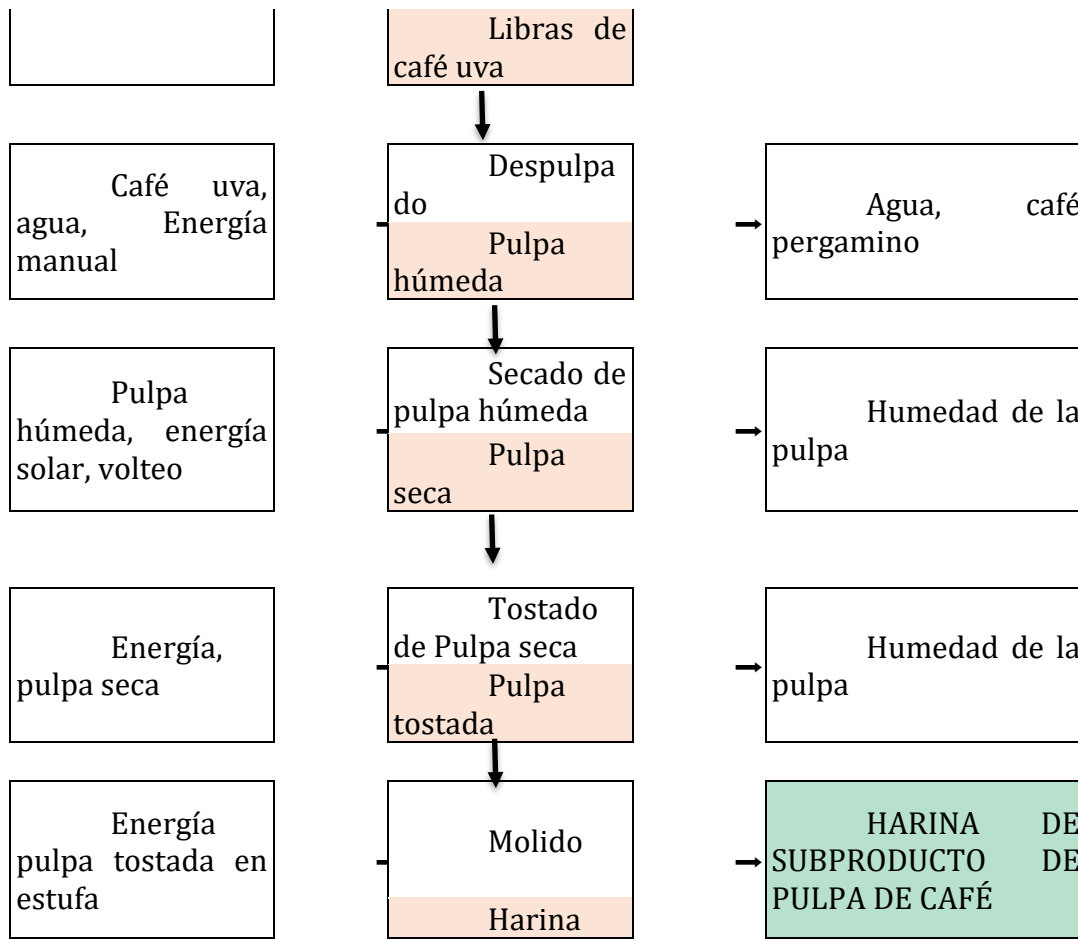 Libras de
café uva
Café uva,
agua, Energía
manual
Despulpa
do
Pulpa
húmeda
Agua, café
pergamino
Pulpa
húmeda, energía
solar, volteo
Secado de
pulpa húmeda
Pulpa
seca
Humedad de la
pulpa
Energía,
pulpa seca
Tostado
de Pulpa seca
Pulpa
tostada
Humedad de la
pulpa
Energía
pulpa tostada en
estufa
Molido
Harina
HARINA DE
SUBPRODUCTO DE
PULPA DE CAFÉ